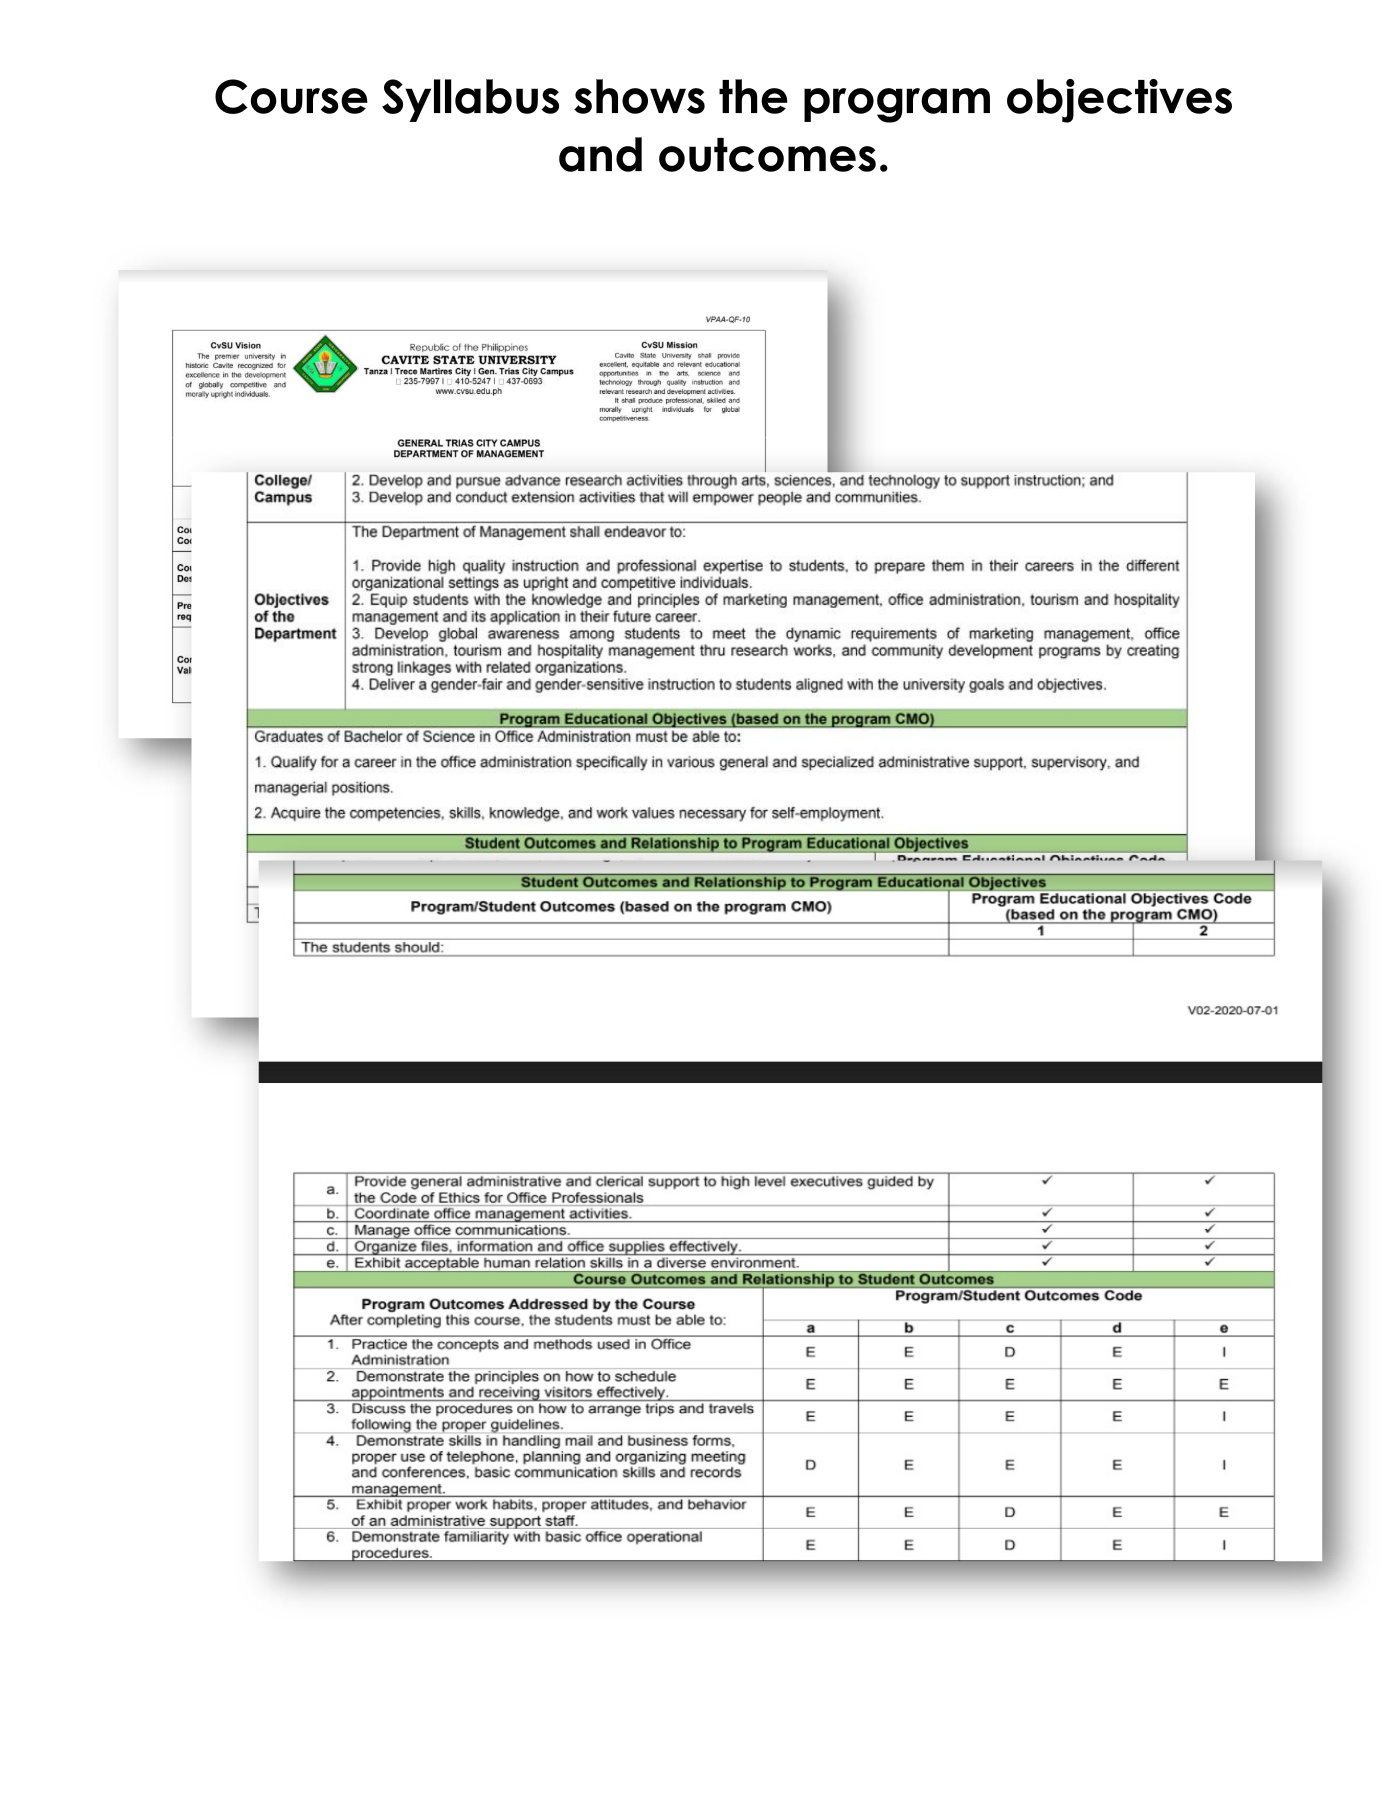 Course Syllabus shows the program objectives
and outcomes.
VPAA-QF-10
CvSU Vision
The premier university in
historic Cavite recognized for
excellence in the development
of globally competitive and
morally upright individuals.
Republic of the Philippines
CAVITE STATE UNIVERSITY
Tanza | Trece Martires City | Gen. Trias City Campus
235-7997 | 410-5247 | 437-0693
www.cvsu.edu.ph
CvSU Mission
Cavite State University shall provide
excellent, equitable and relevant educational
opportunities in the arts, science and
technology through quality instruction and
relevant research and development activities.
It shall produce professional, skilled and
morally upright individuals for global
competitiveness.
GENERAL TRIAS CITY CAMPUS
DEPARTMENT OF MANAGEMENT
College/
Campus
2. Develop and pursue advance research activities through arts, sciences, and technology to support instruction; and
3. Develop and conduct extension activities that will empower people and communities.
Objectives
of the
Department
The Department of Management shall endeavor to:
1. Provide high quality instruction and professional expertise to students, to prepare them in their careers in the different
organizational settings as upright and competitive individuals.
2. Equip students with the knowledge and principles of marketing management, office administration, tourism and hospitality
management and its application in their future career.
3. Develop global awareness among students to meet the dynamic requirements of marketing management, office
administration, tourism and hospitality management thru research works, and community development programs by creating
strong linkages with related organizations.
4. Deliver a gender-fair and gender-sensitive instruction to students aligned with the university goals and objectives.
Program Educational Objectives (based on the program CMO)
Graduates of Bachelor of Science in Office Administration must be able to:
1. Qualify for a career in the office administration specifically in various general and specialized administrative support, supervisory, and
managerial positions.
2. Acquire the competencies, skills, knowledge, and work values necessary for self-employment.
Student Outcomes and Relationship to Program Educational Objectives
Program Educational Objectives Code
Student Outcomes and Relationship to Program Educational Objectives
Program/Student Outcomes (based on the program CMO)
Program Educational Objectives Code
(based on the program CMO)
1 2
The students should:
V02-2020-07-01
a. Provide general administrative and clerical support to high level executives guided by ✓ ✓
the Code of Ethics for Office Professionals
b. Coordinate office management activities. ✓ ✓
c. Manage office communications. ✓ ✓
d. Organize files, information and office supplies effectively. ✓ ✓
e. Exhibit acceptable human relation skills in a diverse environment. ✓ ✓
Course Outcomes and Relationship to Student Outcomes
Program Outcomes Addressed by the Course
After completing this course, the students must be able to:
Program/Student Outcomes Code
a b c d e
1. Practice the concepts and methods used in Office
Administration
E E D E I
2. Demonstrate the principles on how to schedule
appointments and receiving visitors effectively.
E E E E E
3. Discuss the procedures on how to arrange trips and travels
following the proper guidelines.
E E E E I
4. Demonstrate skills in handling mail and business forms,
proper use of telephone, planning and organizing meeting
and conferences, basic communication skills and records
management.
D E E E I
5. Exhibit proper work habits, proper attitudes, and behavior
of an administrative support staff.
E E D E E
6. Demonstrate familiarity with basic office operational
procedures.
E E D E I